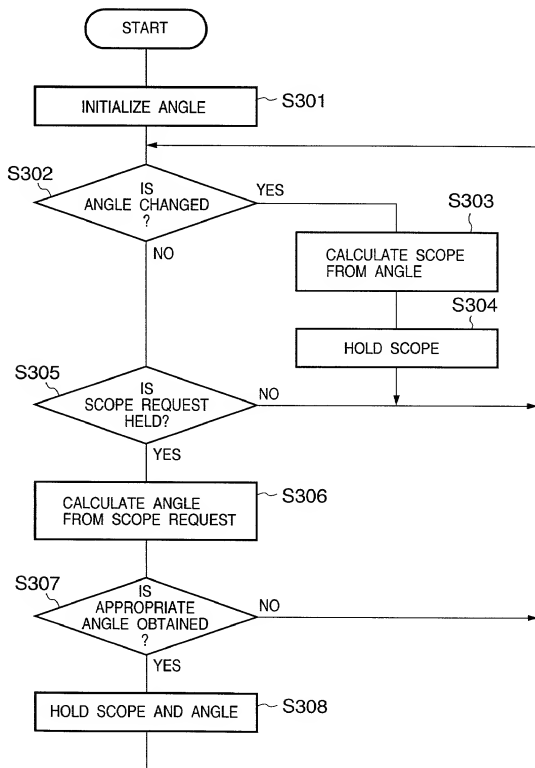 START
INITIALIZE ANGLE
S301
S302
IS
ANGLE CHANGED
?
YES
NO
S303
CALCULATE SCOPE
FROM ANGLE
S304
HOLD SCOPE
S305
IS
SCOPE REQUEST
HELD?
NO
YES
CALCULATE ANGLE
FROM SCOPE REQUEST
S306
S307
IS
APPROPRIATE
ANGLE OBTAINED
?
NO
YES
HOLD SCOPE AND ANGLE
S308